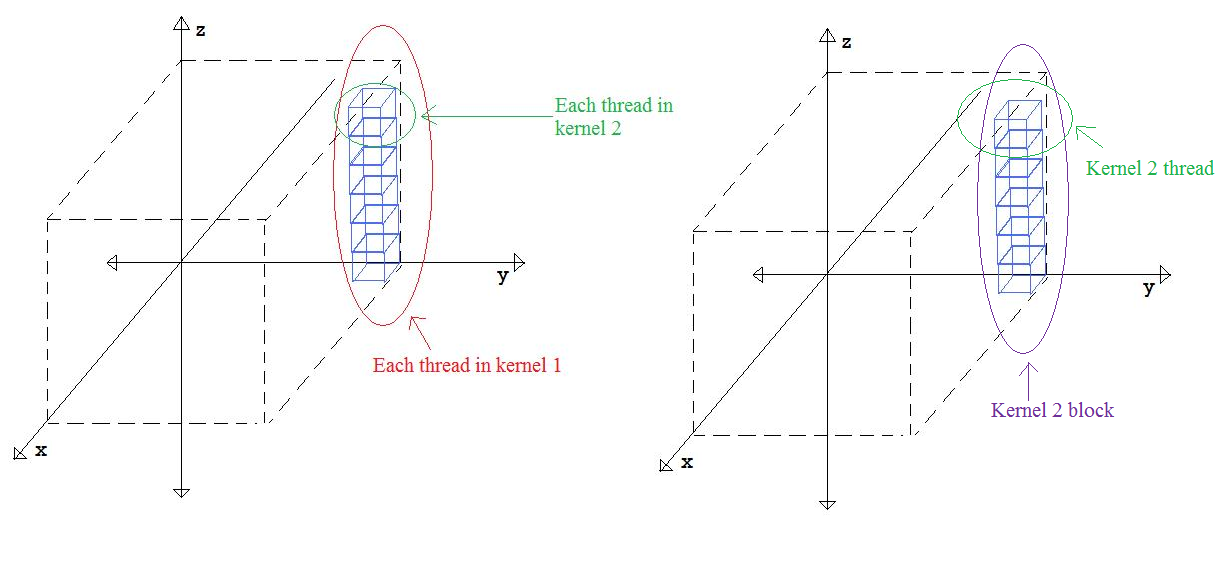 z
Each thread in
kernel 2
y
Each thread in kernel 1
x
z
Kernel 2 thread
y
Kernel 2 block
x